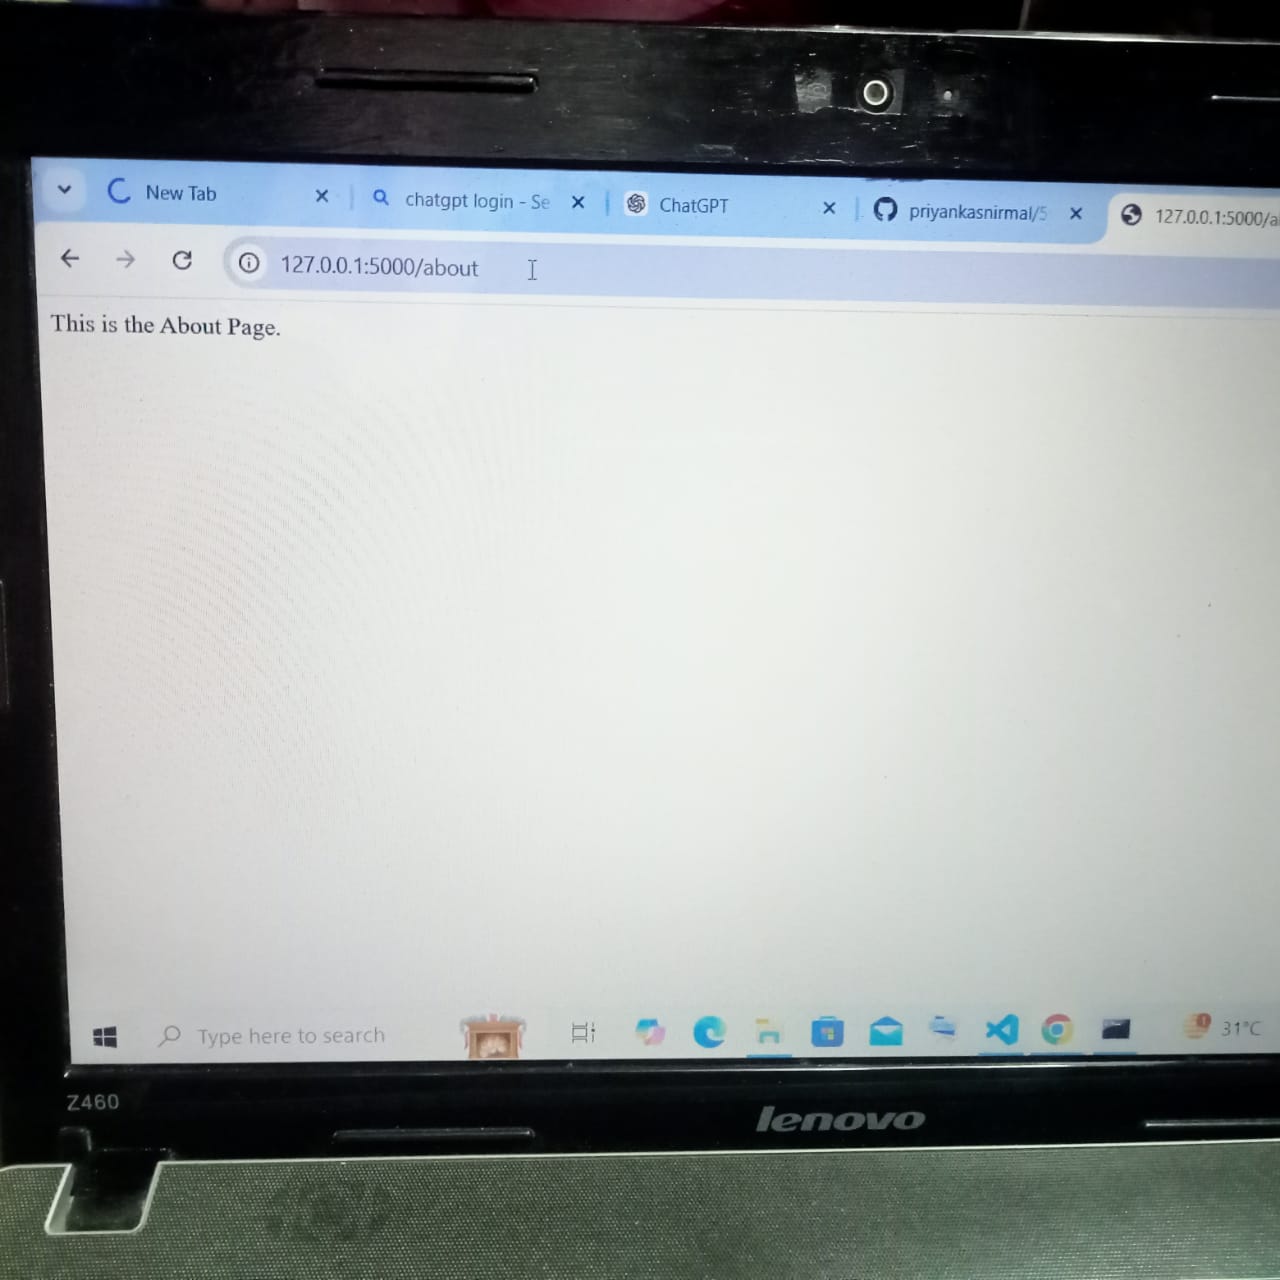 New Tab
chatgpt login - Se
ChatGPT
priyankasnirmal/5
127.0.0.1:5000/a
127.0.0.1:5000/about
This is the About Page.
Type here to search
31°C
Z460
lenovo